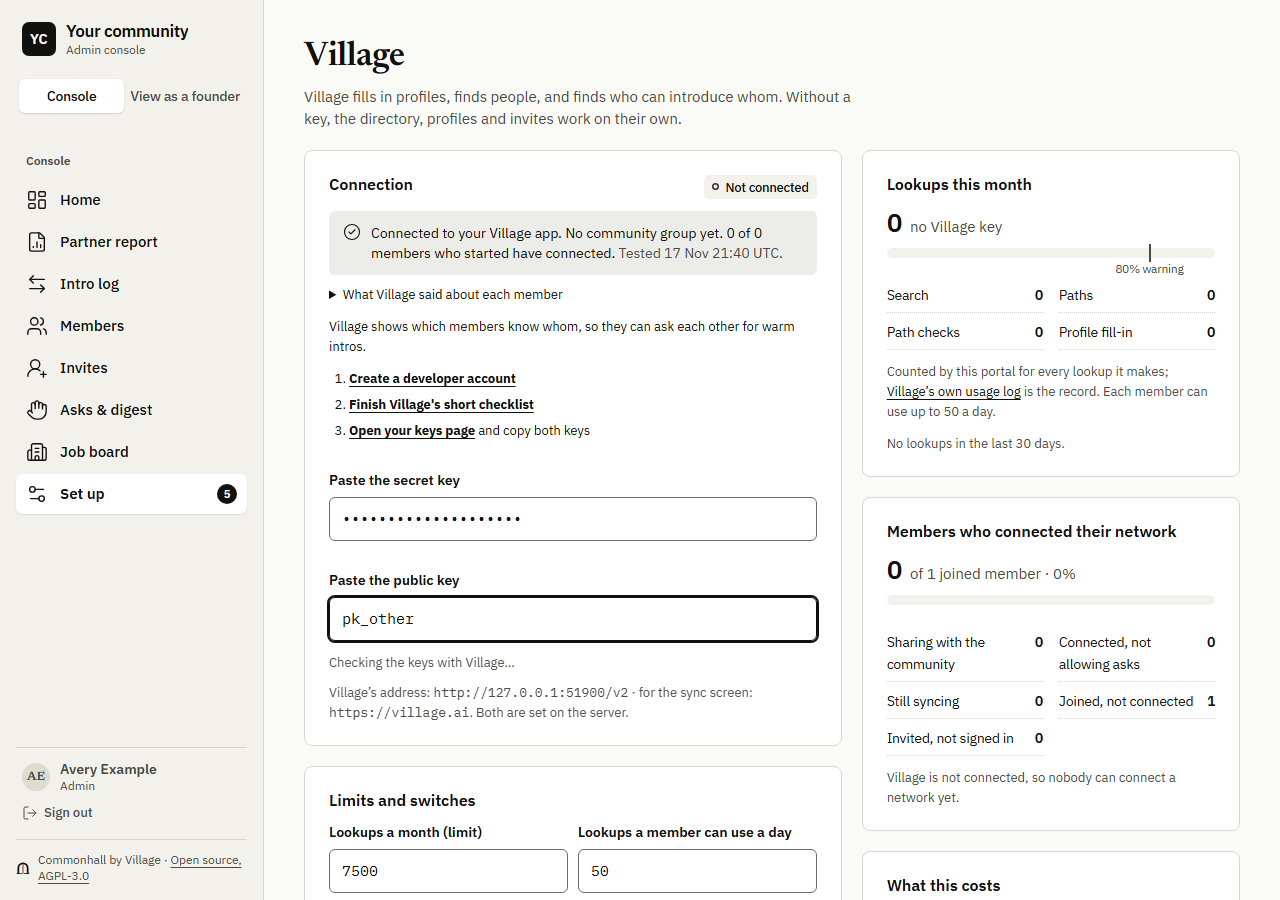 YC
Your community
Admin console
Console
View as a founder
Console
Home
Partner report
Intro log
Members
Invites
Asks & digest
Job board
Set up
5
AE
Avery Example
Admin
Sign out
Commonhall by Village · Open source,
AGPL-3.0
Village
Village fills in profiles, finds people, and finds who can introduce whom. Without a
key, the directory, profiles and invites work on their own.
Connection
Not connected
Connected to your Village app. No community group yet. 0 of 0
members who started have connected. Tested 17 Nov 21:40 UTC.
What Village said about each member
Village shows which members know whom, so they can ask each other for warm
intros.
1. Create a developer account
2. Finish Village's short checklist
3. Open your keys page and copy both keys
Paste the secret key
••••••••••••••••••••
Paste the public key
pk_other
Checking the keys with Village…
Village’s address: http://127.0.0.1:51900/v2 · for the sync screen:
https://village.ai. Both are set on the server.
Limits and switches
Lookups a month (limit)
Lookups a member can use a day
7500
50
Lookups this month
0 no Village key
80% warning
Search 0
Paths 0
Path checks 0
Profile fill-in 0
Counted by this portal for every lookup it makes;
Village’s own usage log is the record. Each member can
use up to 50 a day.
No lookups in the last 30 days.
Members who connected their network
0 of 1 joined member · 0%
Sharing with the
community 0
Connected, not
allowing asks 0
Still syncing 0
Joined, not connected 1
Invited, not signed in 0
Village is not connected, so nobody can connect a
network yet.
What this costs